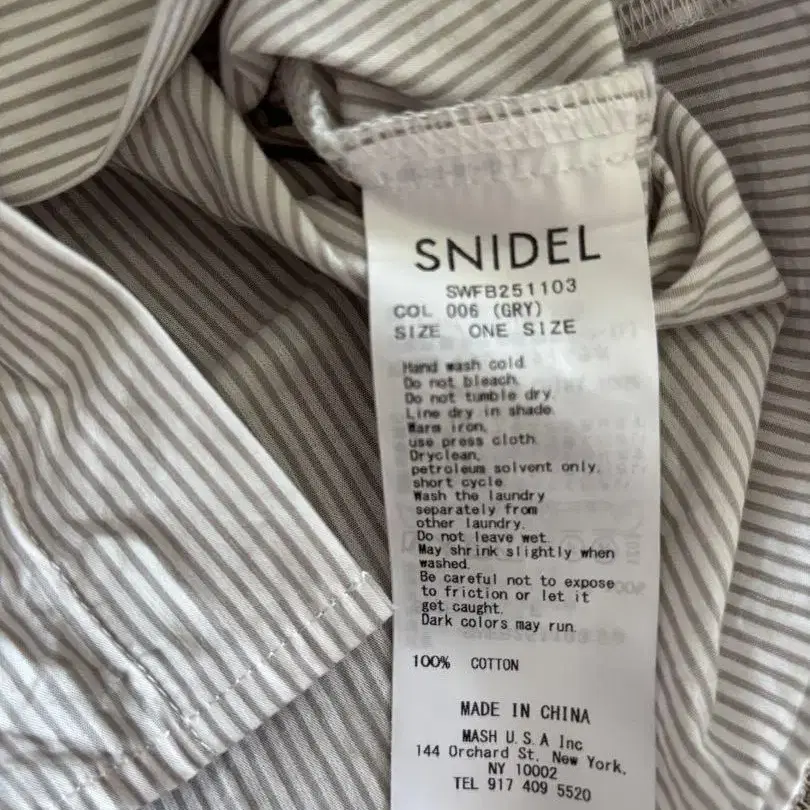 SNIDEL
SWFB251103
COL 006 (GRY)
SIZE ONE SIZE
Hand wash cold.
Do not bleach.
Do not tumble dry.
Line dry in shade.
Warm iron,
use press cloth.
Dryclean,
petroleum solvent only,
short cycle.
Wash the laundry
separately from
other laundry.
Do not leave wet.
May shrink slightly when
washed.
Be careful not to expose
to friction or let it
get caught.
Dark colors may run.
100% COTTON
MADE IN CHINA
MASH U.S.A Inc
144 Orchard St, New York,
NY 10002
TEL 917 409 5520